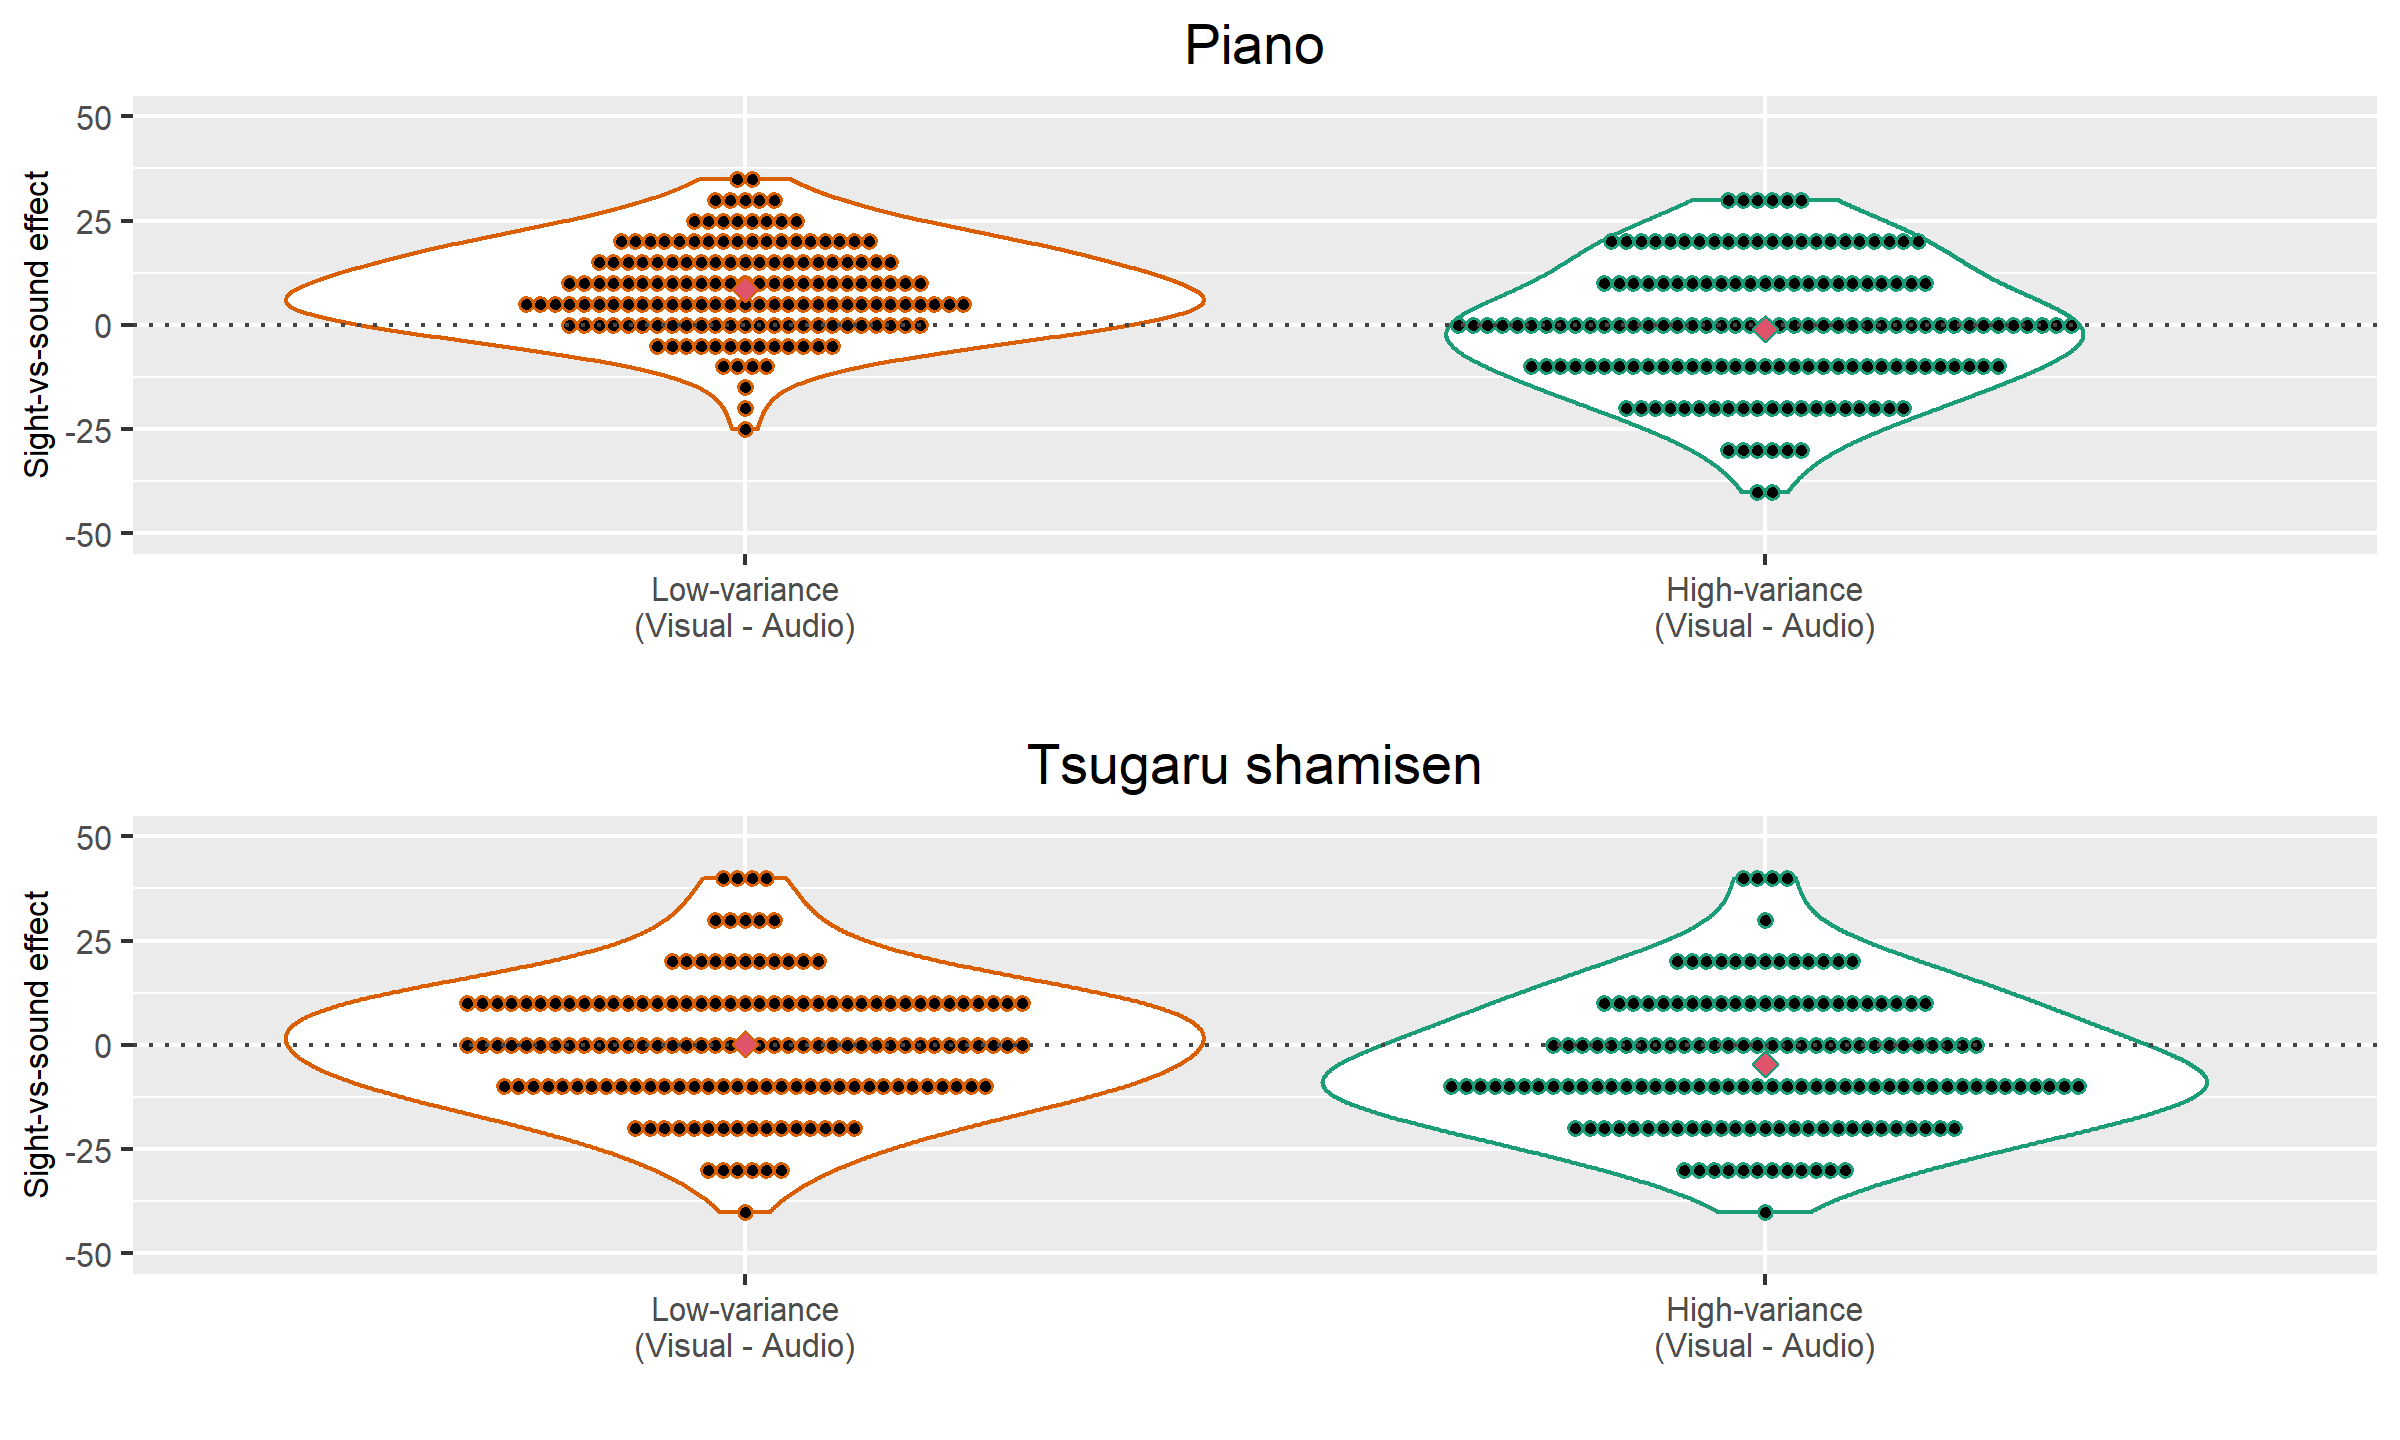 Piano
Sight-vs-sound effect
50
25
0
-25
-50
Low-variance
(Visual - Audio)
High-variance
(Visual - Audio)
Tsugaru shamisen
Sight-vs-sound effect
50
25
0
-25
-50
Low-variance
(Visual - Audio)
High-variance
(Visual - Audio)